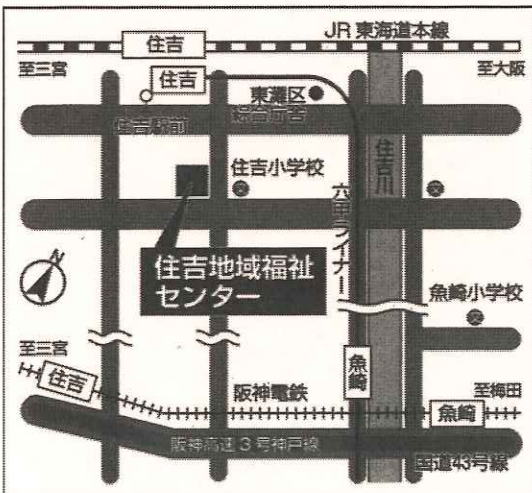 JR東海道本線
住吉
至三宮
至大阪
住吉
東灘区
総合庁舎
住吉駅前
住吉小学校
文
文
住吉川
六甲ライナー
住吉地域福祉
センター
N
魚崎小学校
文
至三宮
住吉
阪神電鉄
魚崎
至梅田
魚崎
阪神高速3号神戸線
国道43号線